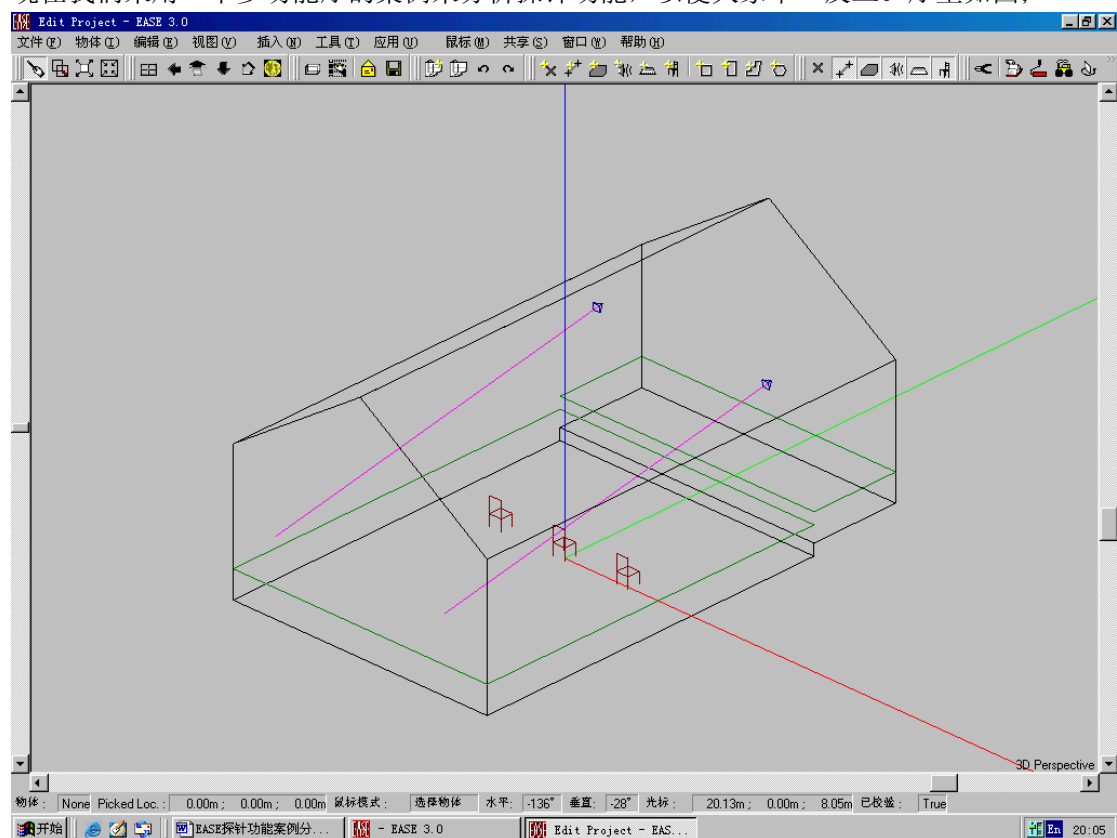 Edit Project - EASE 3.0
文件(F) 物体(I) 编辑(E) 视图(V) 插入(N) 工具(T) 应用(U) 鼠标(M) 共享(S) 窗口(W) 帮助(H)
3D Perspective
物体: None Picked Loc.: 0.00m; 0.00m; 0.00m 鼠标模式: 选择物体 水平: -136° 垂直: -28° 光标: 20.13m; 0.00m; 8.05m 已校验: True
开始 EASE探针功能案例分... - EASE 3.0 Edit Project - EAS... En 20:05